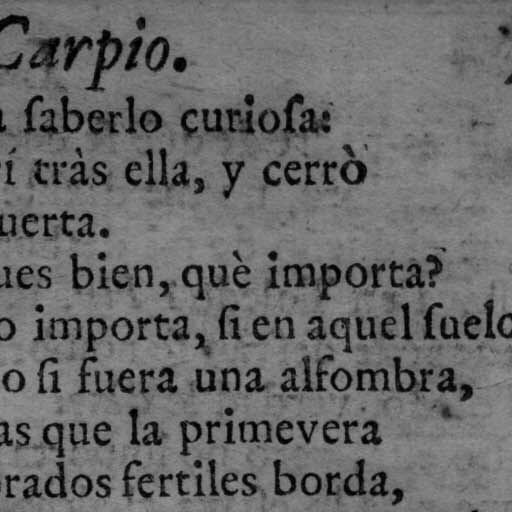 Carpio.
a ſaberlo curioſa:
í tràs ella, y cerrò
uerta.
ues bien, què importa?
o importa, ſi en aquel ſuelo
o ſi fuera una alfombra,
as que la primevera
rados fertiles borda,